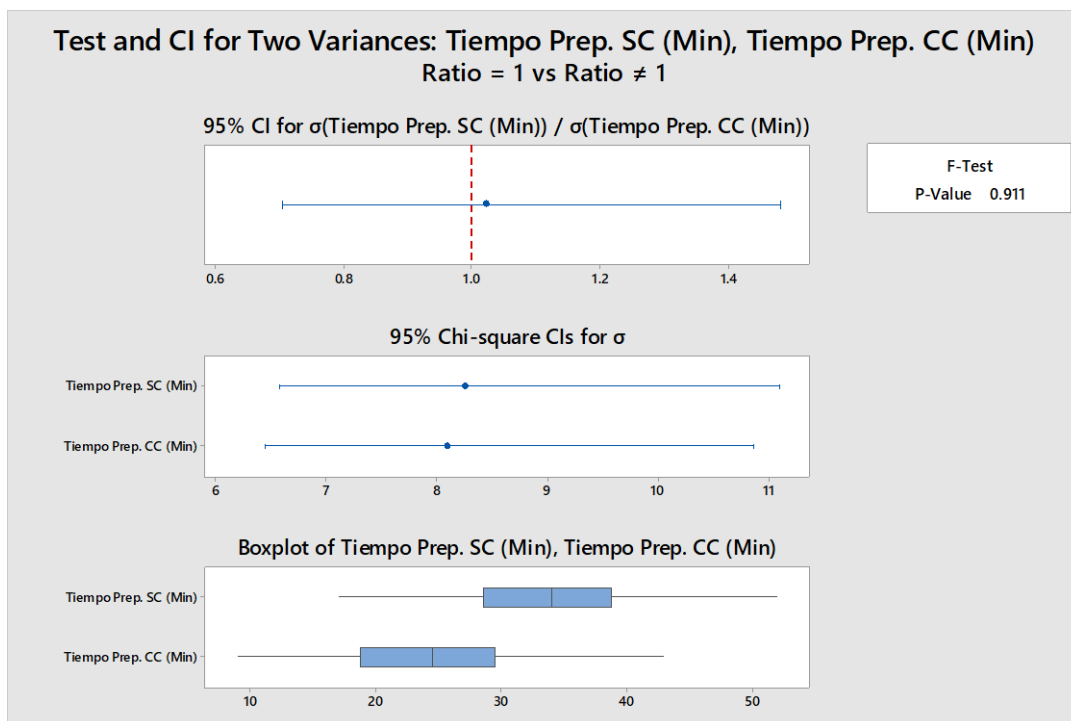 Test and CI for Two Variances: Tiempo Prep. SC (Min), Tiempo Prep. CC (Min)
Ratio = 1 vs Ratio ≠ 1
95% CI for σ(Tiempo Prep. SC (Min)) / σ(Tiempo Prep. CC (Min))
F-Test
P-Value 0.911
0.6 0.8 1.0 1.2 1.4
95% Chi-square CIs for σ
Tiempo Prep. SC (Min)
Tiempo Prep. CC (Min)
6 7 8 9 10 11
Boxplot of Tiempo Prep. SC (Min), Tiempo Prep. CC (Min)
Tiempo Prep. SC (Min)
Tiempo Prep. CC (Min)
10 20 30 40 50